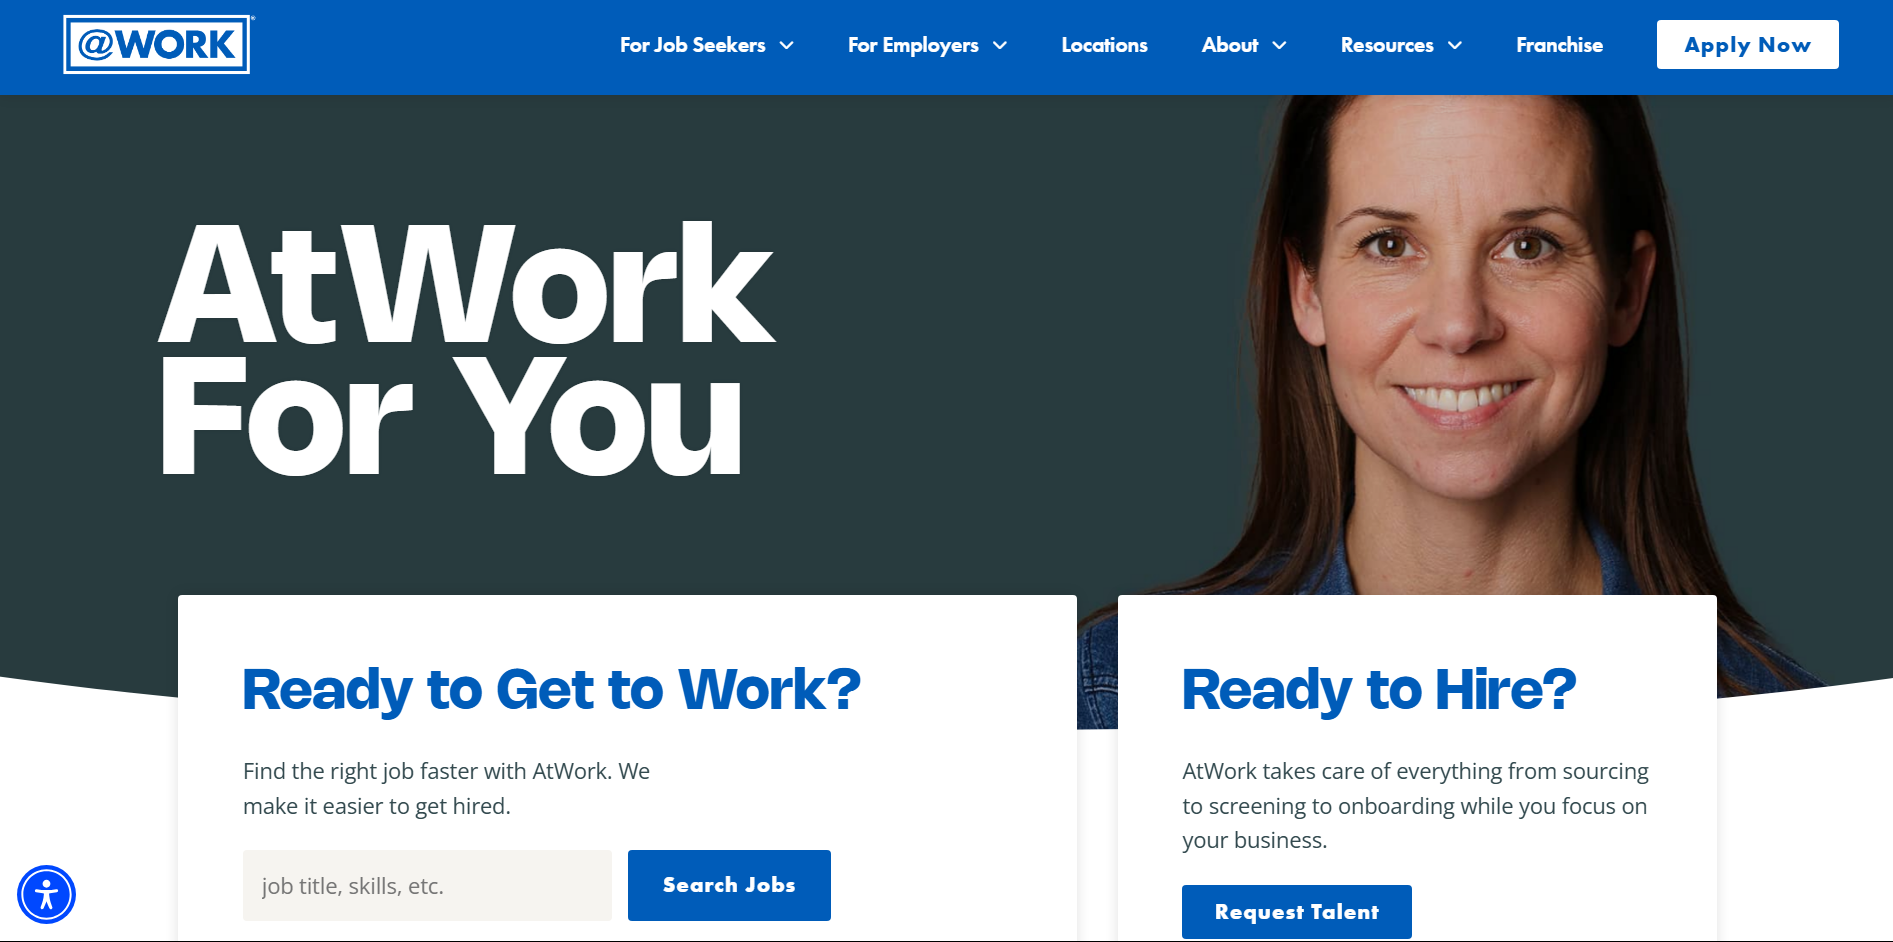 @WORK®
For Job Seekers
For Employers
Locations
About
Resources
Franchise
Apply Now
AtWork
For You
Ready to Get to Work?
Find the right job faster with AtWork. We
make it easier to get hired.
job title, skills, etc.
Search Jobs
Ready to Hire?
AtWork takes care of everything from sourcing
to screening to onboarding while you focus on
your business.
Request Talent